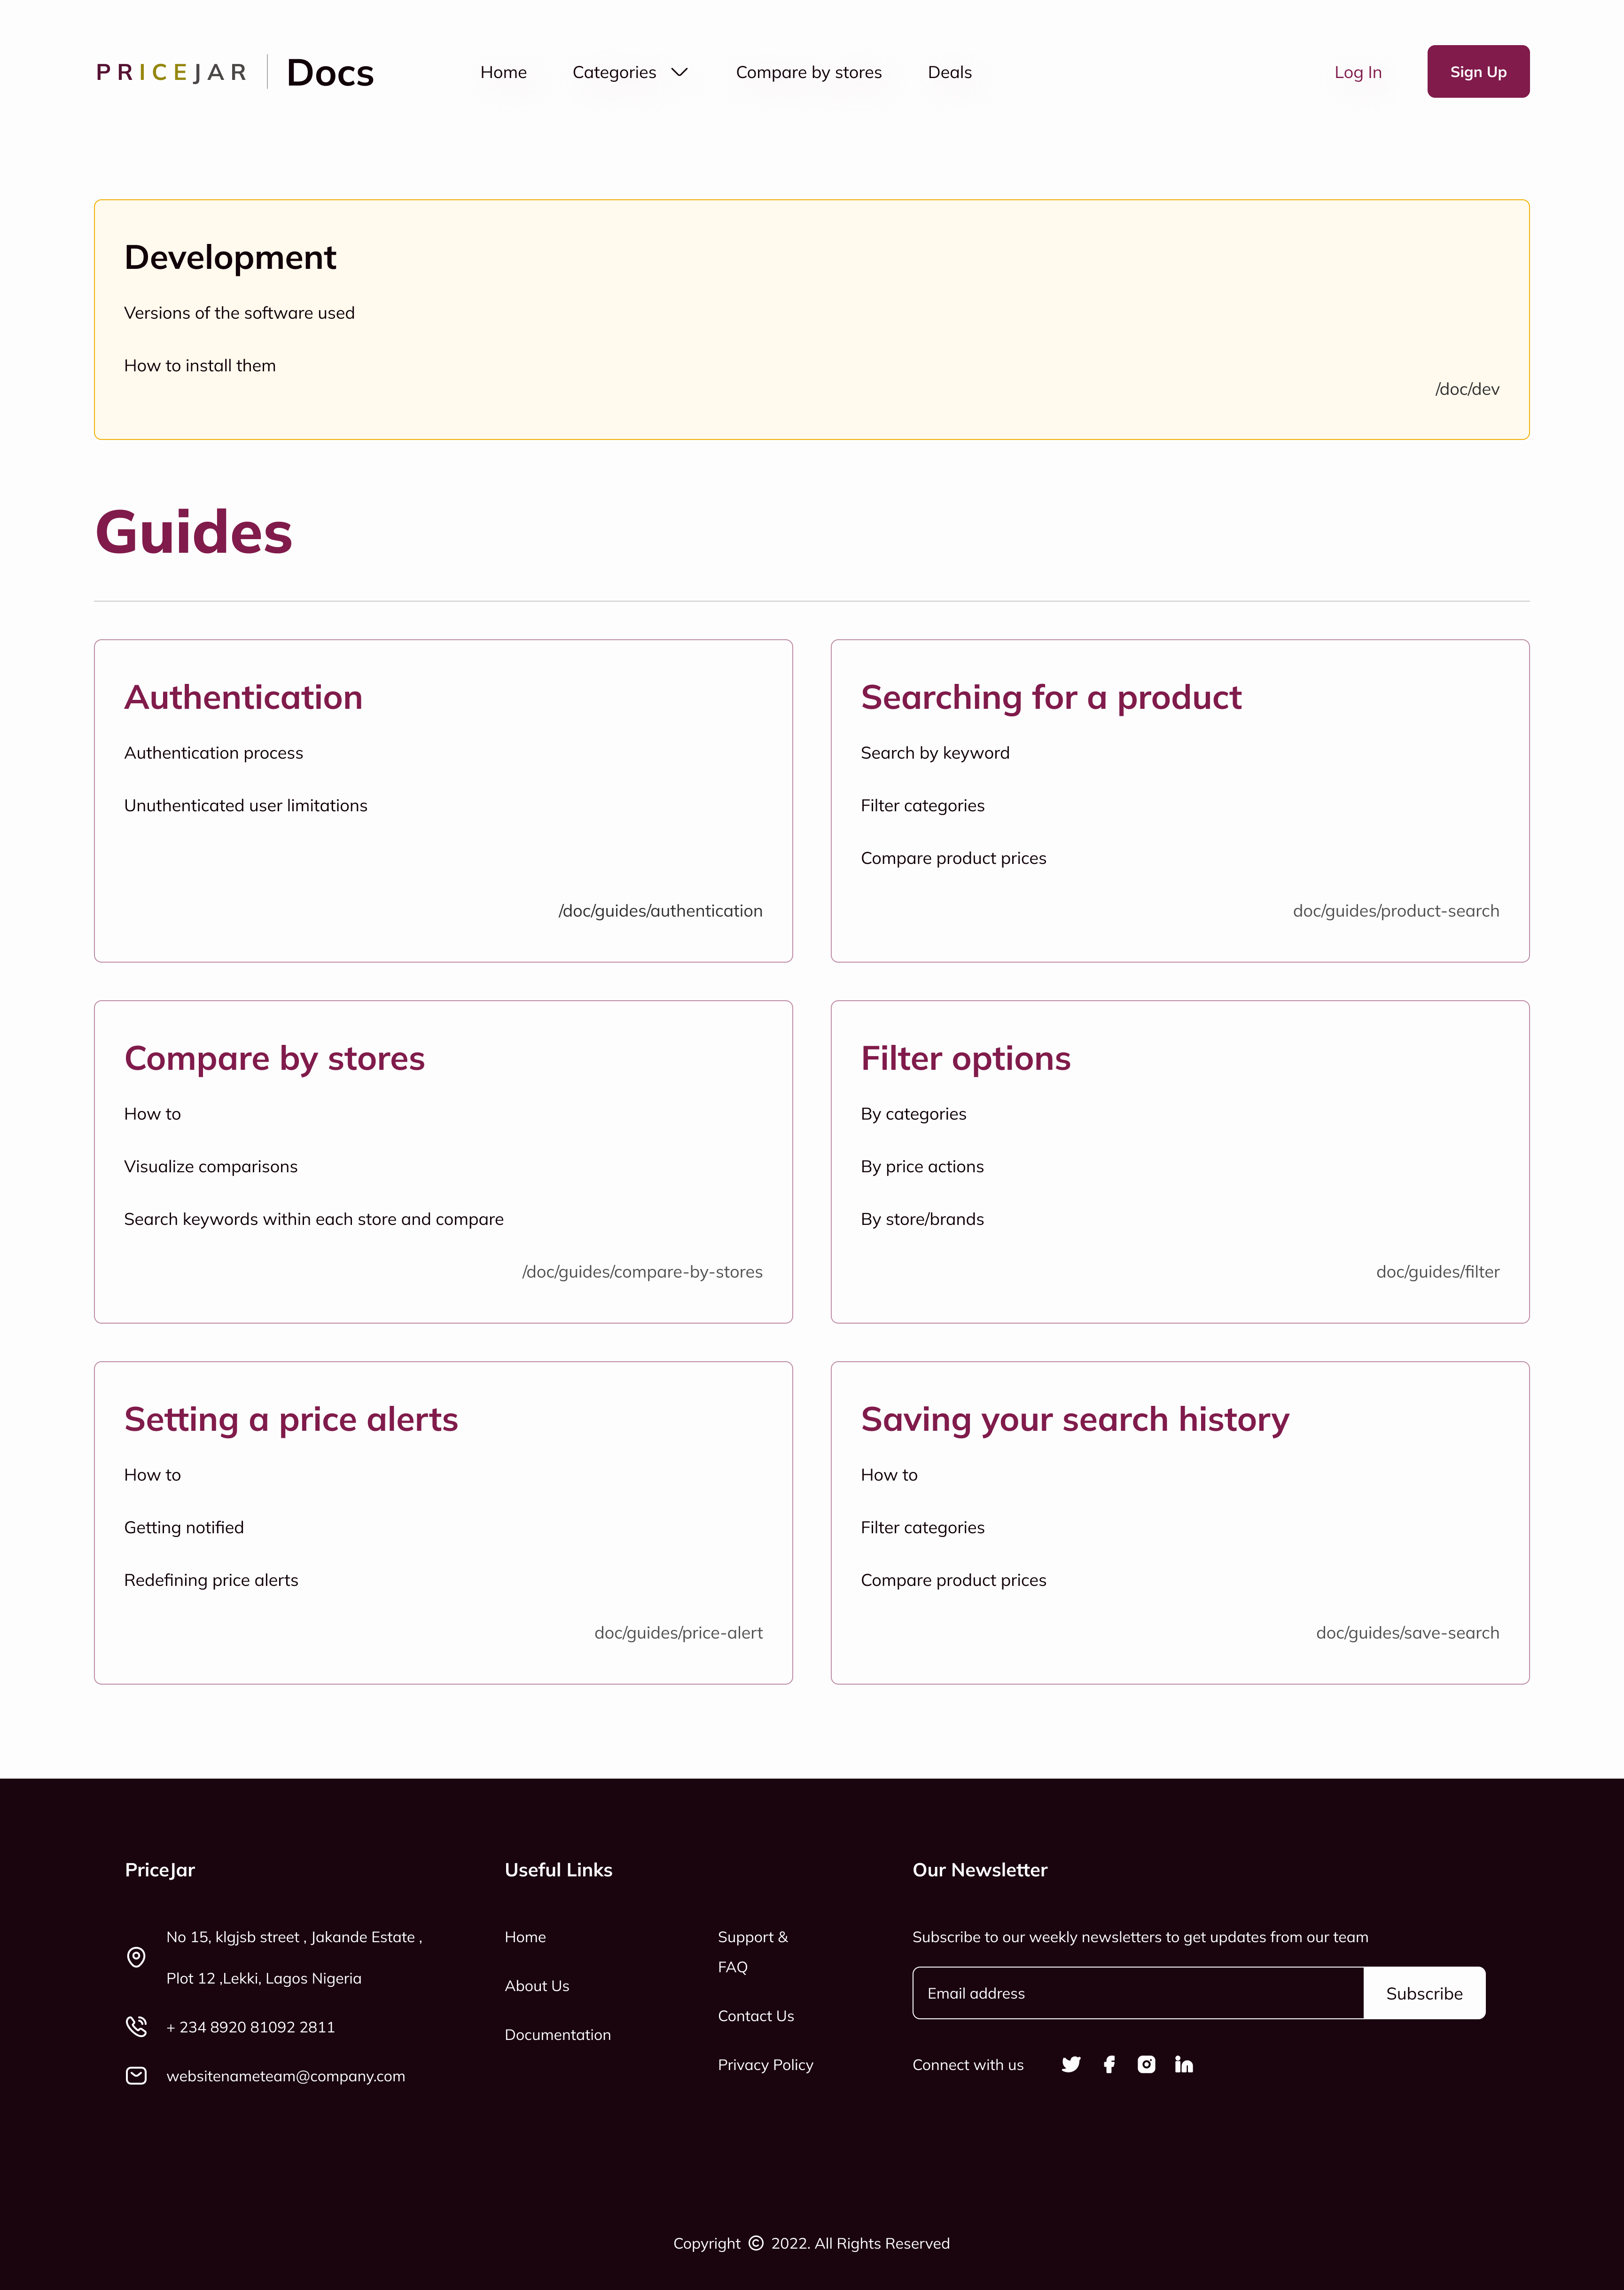 PRICEJAR Docs Home Categories Compare by stores Deals Log In Sign Up
Development
Versions of the software used
How to install them
/doc/dev
Guides
Authentication
Authentication process
Unuthenticated user limitations
/doc/guides/authentication
Searching for a product
Search by keyword
Filter categories
Compare product prices
doc/guides/product-search
Compare by stores
How to
Visualize comparisons
Search keywords within each store and compare
/doc/guides/compare-by-stores
Filter options
By categories
By price actions
By store/brands
doc/guides/filter
Setting a price alerts
How to
Getting notified
Redefining price alerts
doc/guides/price-alert
Saving your search history
How to
Filter categories
Compare product prices
doc/guides/save-search
PriceJar
No 15, klgjsb street , Jakande Estate ,
Plot 12 ,Lekki, Lagos Nigeria
+ 234 8920 81092 2811
websitenameteam@company.com
Useful Links
Home
About Us
Documentation
Support &
FAQ
Contact Us
Privacy Policy
Our Newsletter
Subscribe to our weekly newsletters to get updates from our team
Email address Subscribe
Connect with us
Copyright © 2022. All Rights Reserved